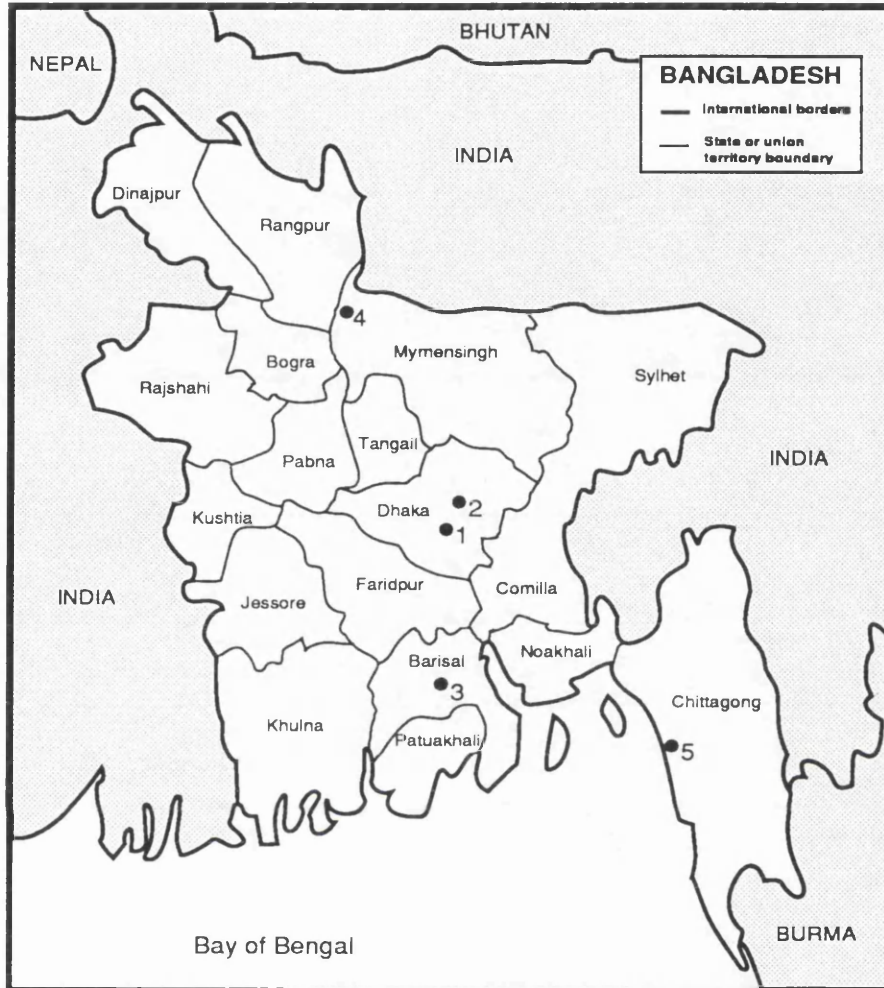 BHUTAN
NEPAL
BANGLADESH
International borders
State or union
territory boundary
INDIA
Dinajpur
Rangpur
4
Mymensingh
Bogra
Sylhet
Rajshahi
Tangail
Pabna
INDIA
Dhaka
2
1
Kushtia
Faridpur
Comilla
INDIA
Jessore
Noakhali
Barisal
3
Chittagong
Khulna
Patuakhali
5
Bay of Bengal
BURMA